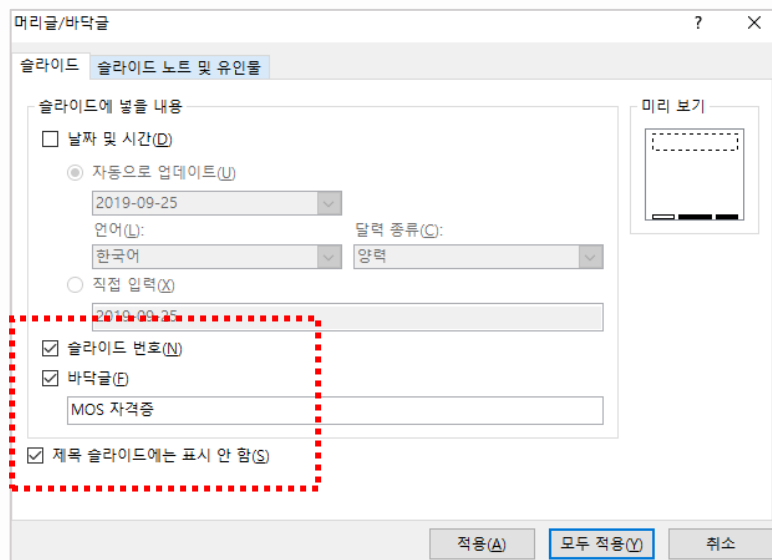 머리글/바닥글
슬라이드 슬라이드 노트 및 유인물
슬라이드에 넣을 내용 미리 보기
날짜 및 시간(D)
자동으로 업데이트(U)
2019-09-25
언어(L): 달력 종류(C):
한국어 양력
직접 입력(X)
2019-09-25
슬라이드 번호(N)
바닥글(F)
MOS 자격증
제목 슬라이드에는 표시 안 함(S)
적용(A) 모두 적용(Y) 취소